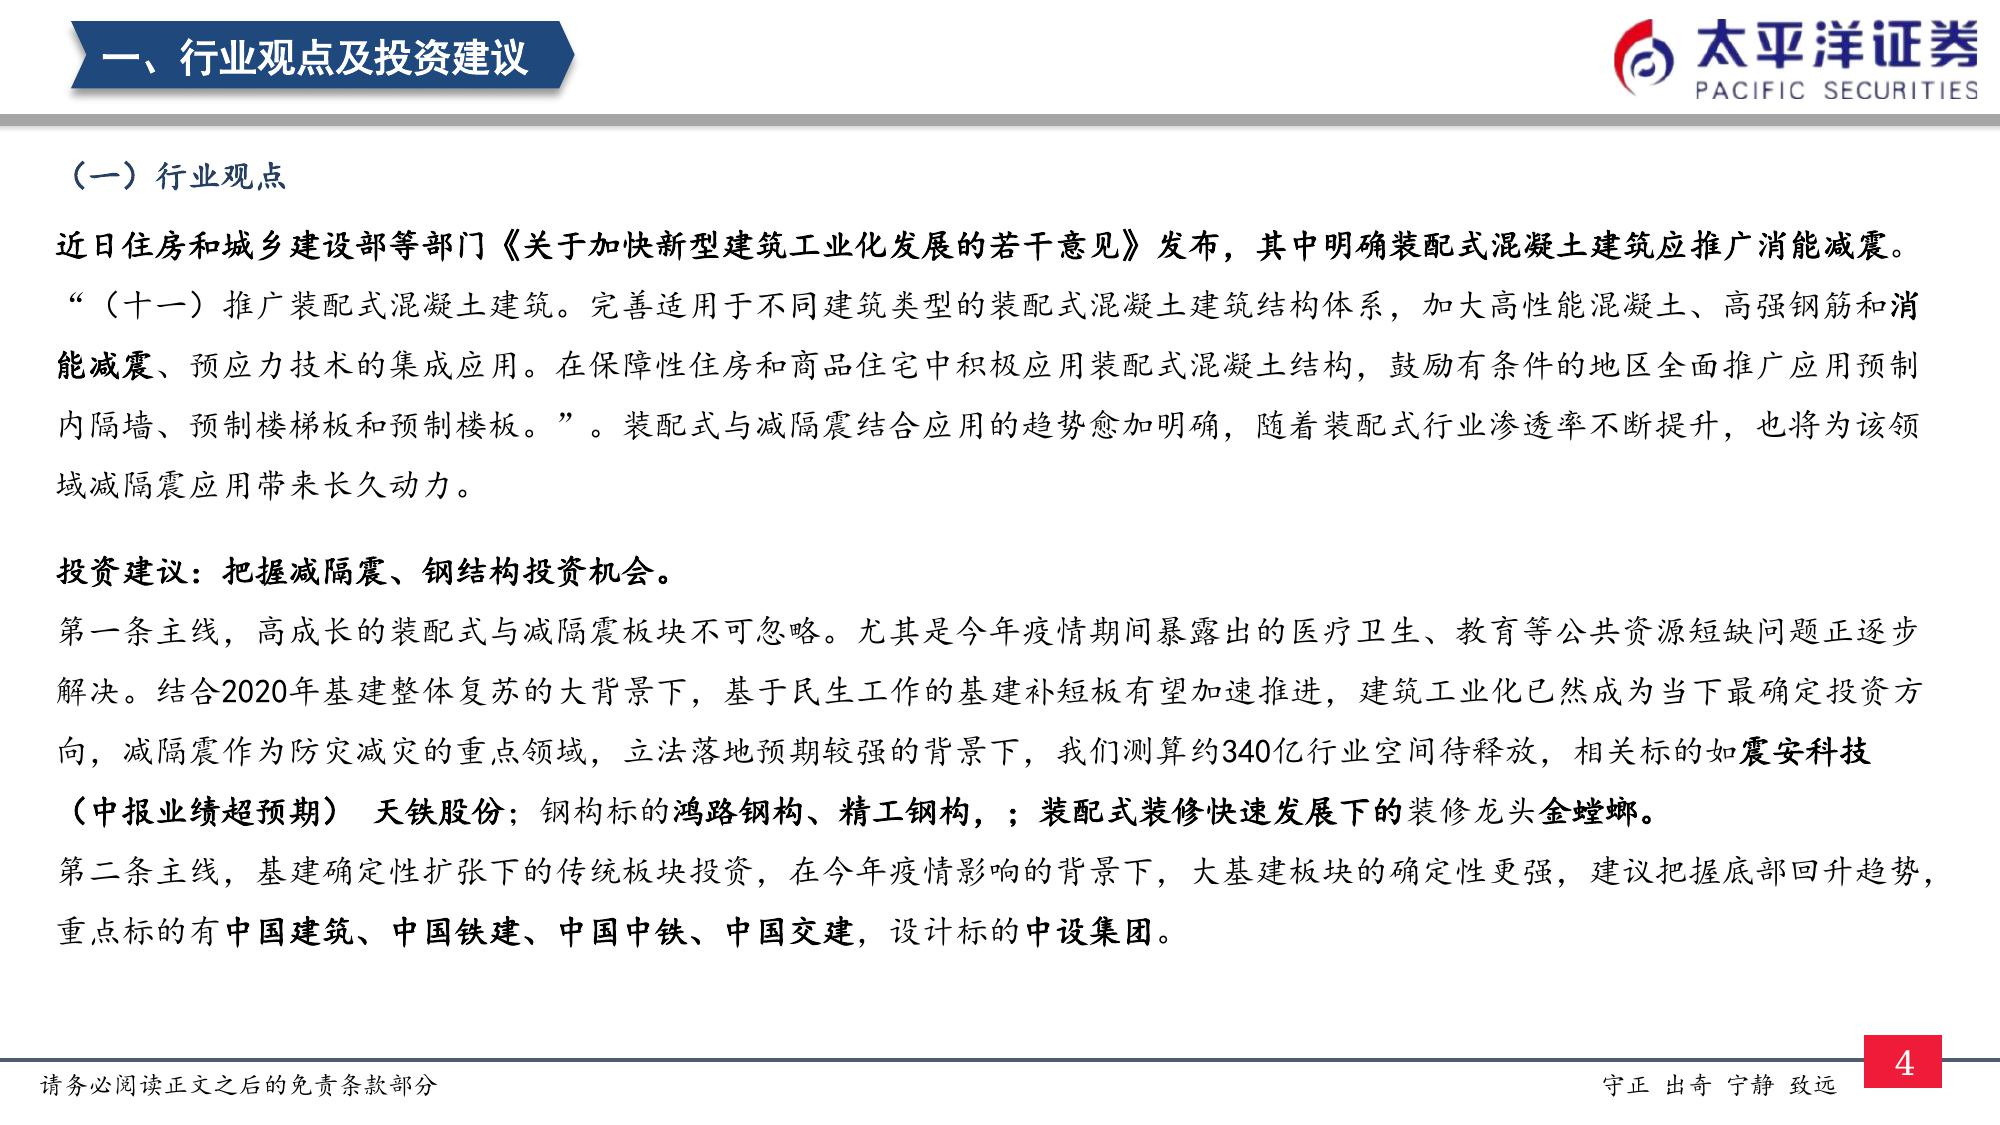 一、行业观点及投资建议
太平洋证券
PACIFIC SECURITIES
（一）行业观点
近日住房和城乡建设部等部门《关于加快新型建筑工业化发展的若干意见》发布，其中明确装配式混凝土建筑应推广消能减震。
“（十一）推广装配式混凝土建筑。完善适用于不同建筑类型的装配式混凝土建筑结构体系，加大高性能混凝土、高强钢筋和消
能减震、预应力技术的集成应用。在保障性住房和商品住宅中积极应用装配式混凝土结构，鼓励有条件的地区全面推广应用预制
内隔墙、预制楼梯板和预制楼板。”。装配式与减隔震结合应用的趋势愈加明确，随着装配式行业渗透率不断提升，也将为该领
域减隔震应用带来长久动力。
投资建议：把握减隔震、钢结构投资机会。
第一条主线，高成长的装配式与减隔震板块不可忽略。尤其是今年疫情期间暴露出的医疗卫生、教育等公共资源短缺问题正逐步
解决。结合2020年基建整体复苏的大背景下，基于民生工作的基建补短板有望加速推进，建筑工业化已然成为当下最确定投资方
向，减隔震作为防灾减灾的重点领域，立法落地预期较强的背景下，我们测算约340亿行业空间待释放，相关标的如震安科技
（中报业绩超预期） 天铁股份；钢构标的鸿路钢构、精工钢构，；装配式装修快速发展下的装修龙头金螳螂。
第二条主线，基建确定性扩张下的传统板块投资，在今年疫情影响的背景下，大基建板块的确定性更强，建议把握底部回升趋势，
重点标的有中国建筑、中国铁建、中国中铁、中国交建，设计标的中设集团。
请务必阅读正文之后的免责条款部分
守正 出奇 宁静 致远
4